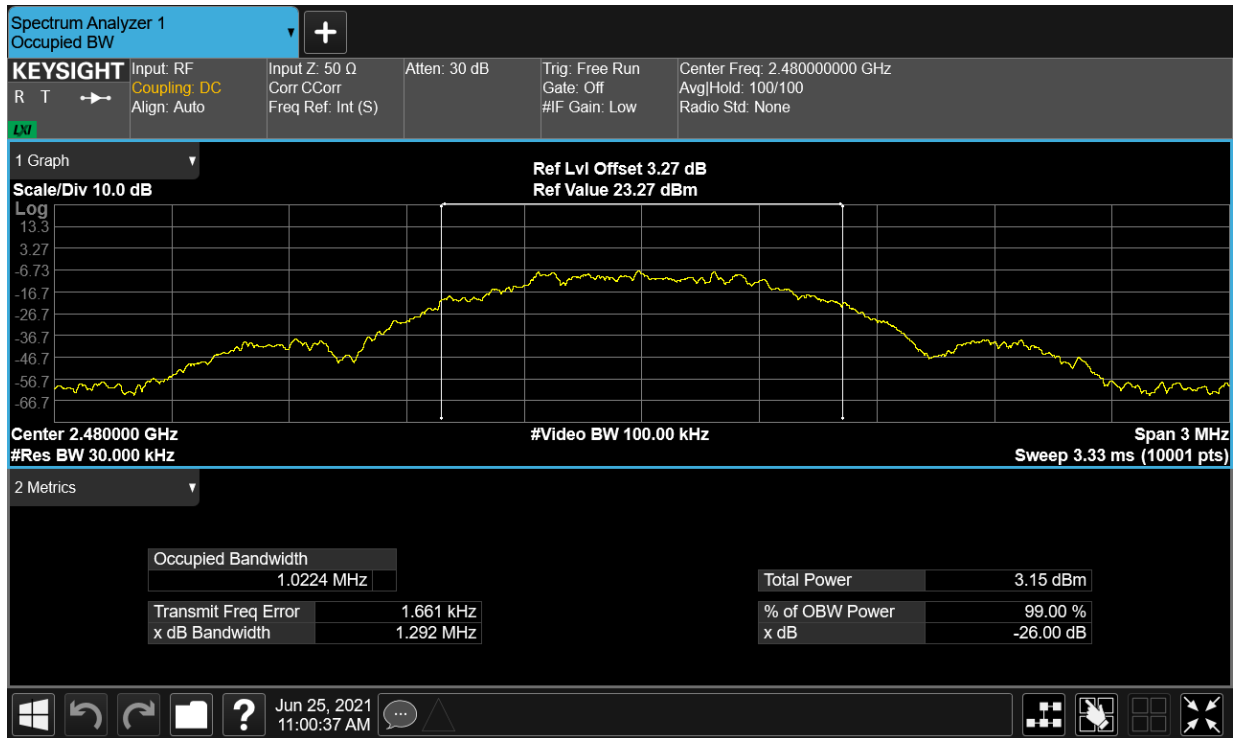 Spectrum Analyzer 1
Occupied BW
+
KEYSIGHT Input: RF Input Z: 50 Ω Atten: 30 dB Trig: Free Run Center Freq: 2.480000000 GHz
R T Coupling: DC Corr CCorr Gate: Off Avg|Hold: 100/100
Align: Auto Freq Ref: Int (S) #IF Gain: Low Radio Std: None
LXI
1 Graph
Ref Lvl Offset 3.27 dB
Scale/Div 10.0 dB Ref Value 23.27 dBm
Log
13.3
3.27
-6.73
-16.7
-26.7
-36.7
-46.7
-56.7
-66.7
Center 2.480000 GHz #Video BW 100.00 kHz Span 3 MHz
#Res BW 30.000 kHz Sweep 3.33 ms (10001 pts)
2 Metrics
Occupied Bandwidth
1.0224 MHz Total Power 3.15 dBm
Transmit Freq Error 1.661 kHz % of OBW Power 99.00 %
x dB Bandwidth 1.292 MHz x dB -26.00 dB
? Jun 25, 2021
11:00:37 AM